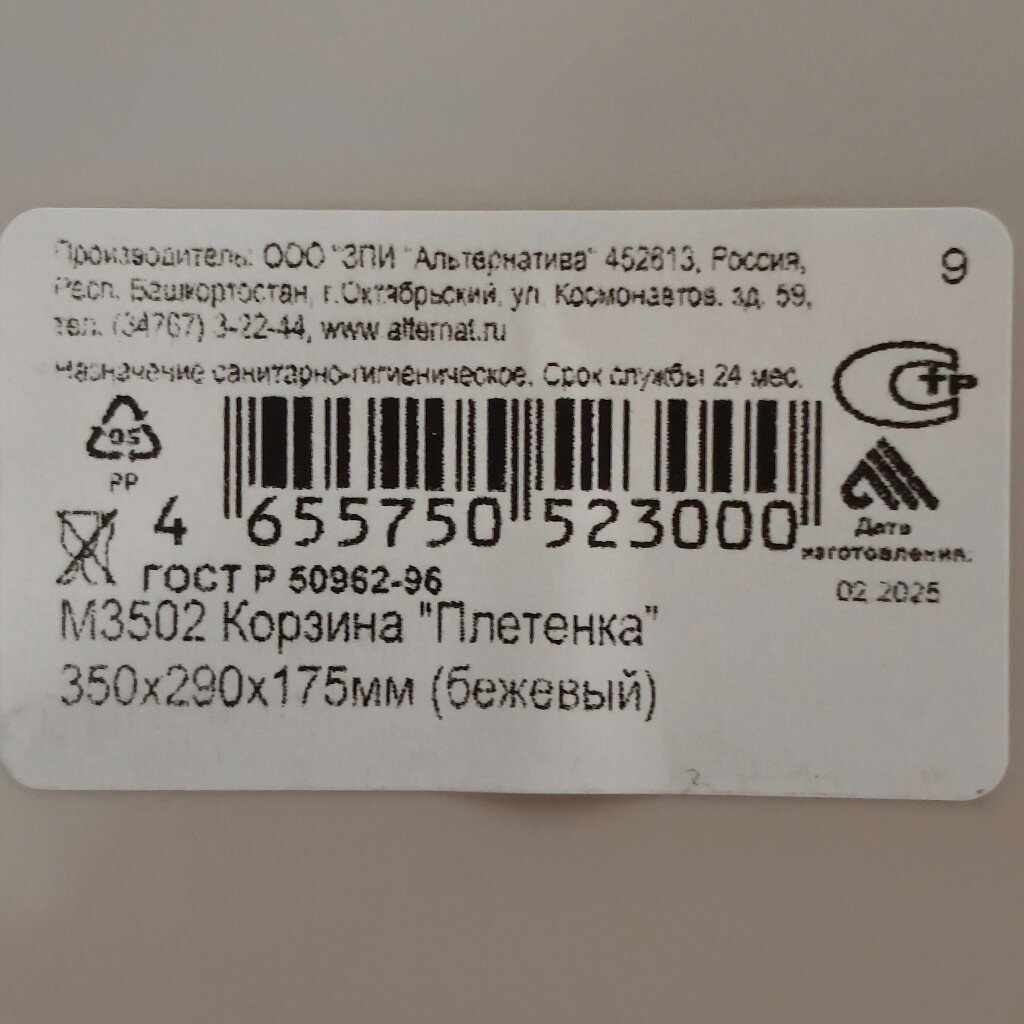 Производитель: ООО "ЗПИ "Альтернатива" 452613, Россия,
9
Респ. Башкортостан, г.Октябрьский, ул. Космонавтов. зд. 59,
тел. (34767) 3-22-44, www.alternat.ru
Назначение санитарно-гигиеническое. Срок службы 24 мес.
СТР
05
PP
4 655750 523000
Дата
изготовления:
02.2025
ГОСТ Р 50962-96
М3502 Корзина "Плетенка"
350х290х175мм (бежевый)